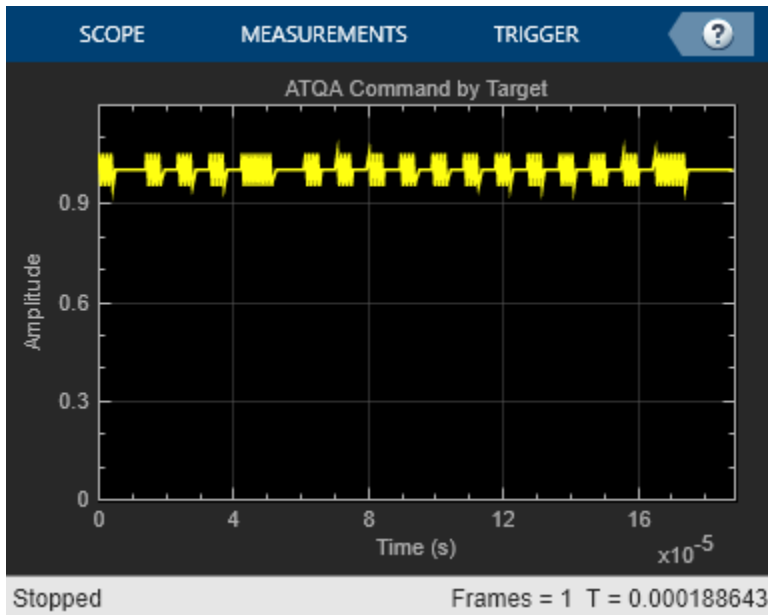 SCOPE MEASUREMENTS TRIGGER ?
ATQA Command by Target
0.9
0.6
0.3
0
Amplitude
0 4 8 12 16
Time (s)
x10-5
Stopped Frames = 1 T = 0.000188643